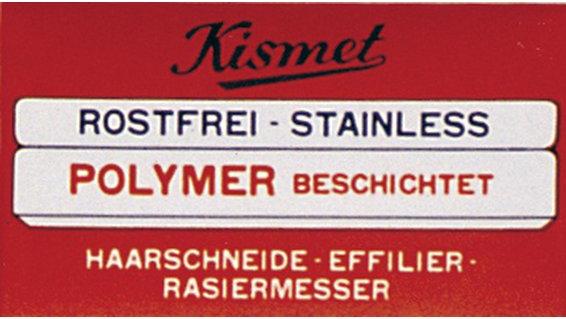 Kismet
ROSTFREI - STAINLESS
POLYMER BESCHICHTET
HAARSCHNEIDE - EFFILIER -
RASIERMESSER